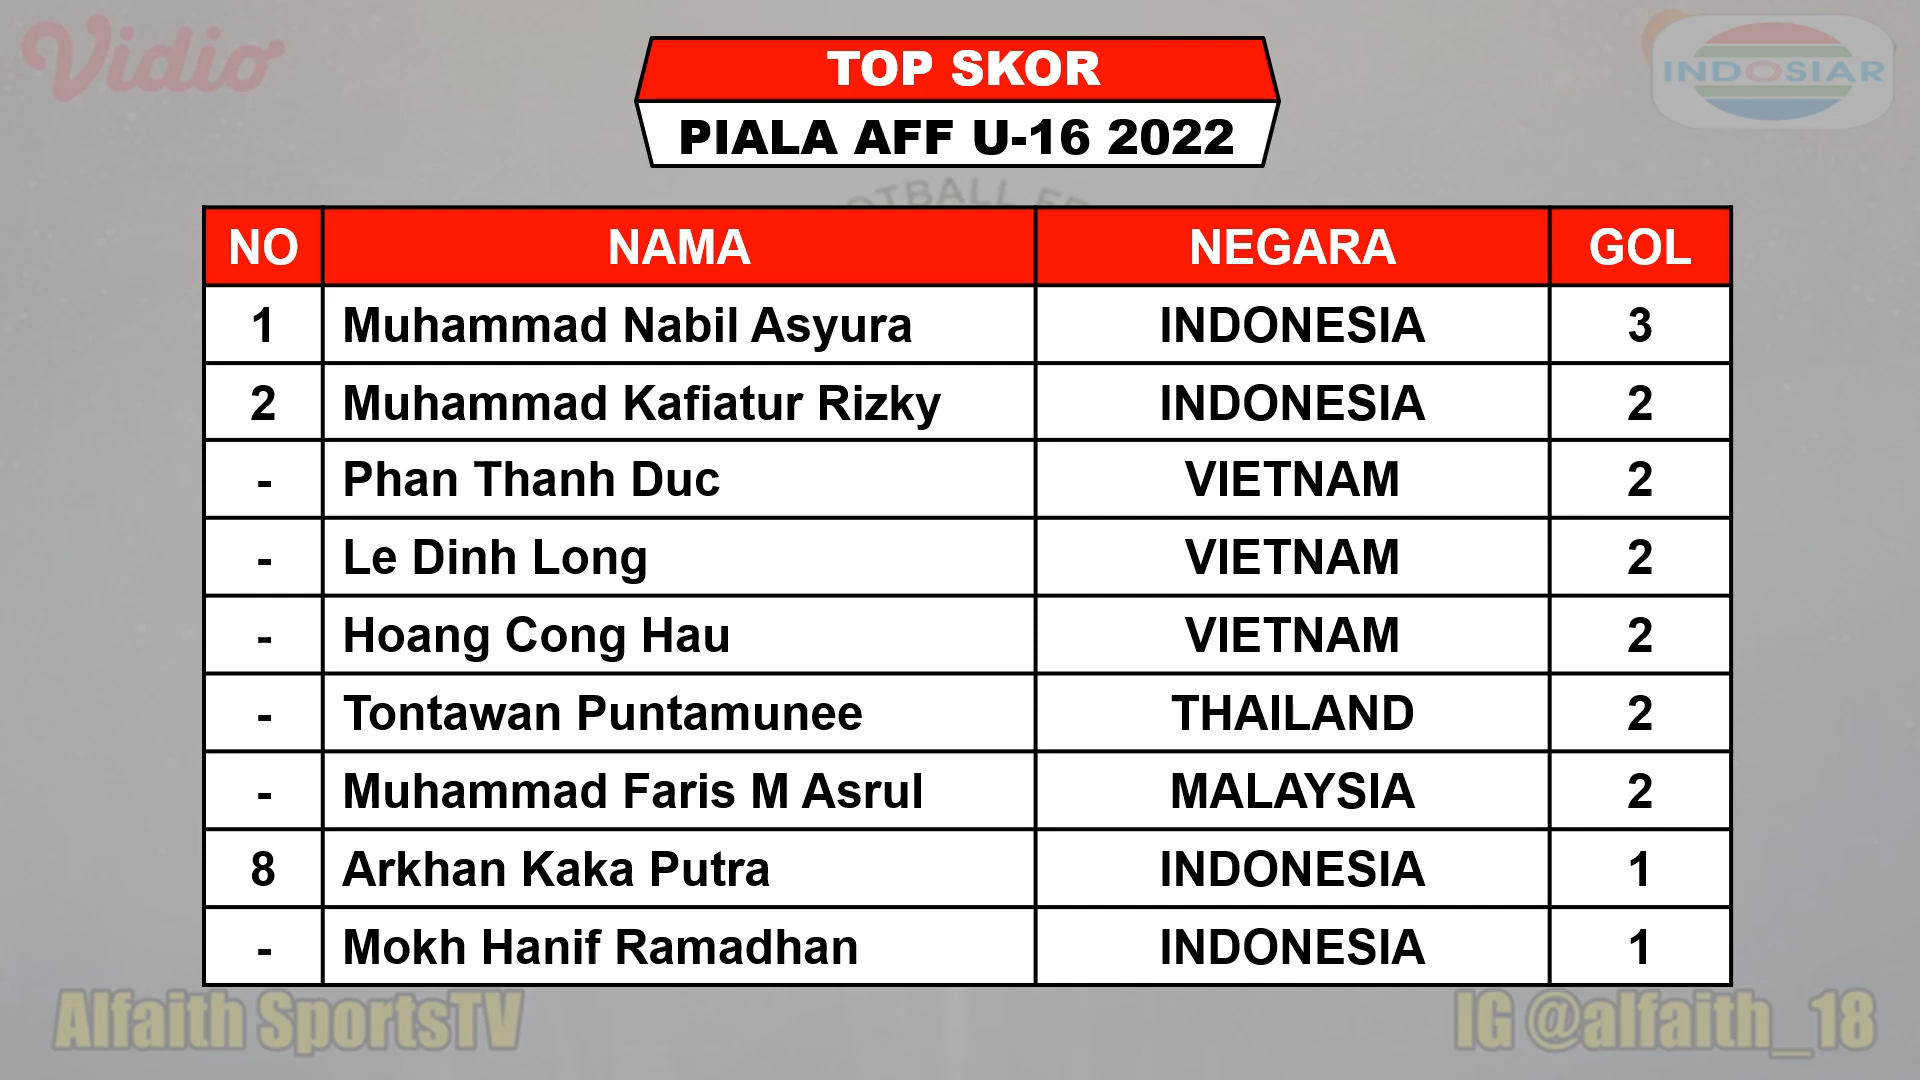 Vidio
INDOSIAR
TOP SKOR
PIALA AFF U-16 2022
NO NAMA NEGARA GOL
1 Muhammad Nabil Asyura INDONESIA 3
2 Muhammad Kafiatur Rizky INDONESIA 2
- Phan Thanh Duc VIETNAM 2
- Le Dinh Long VIETNAM 2
- Hoang Cong Hau VIETNAM 2
- Tontawan Puntamunee THAILAND 2
- Muhammad Faris M Asrul MALAYSIA 2
8 Arkhan Kaka Putra INDONESIA 1
- Mokh Hanif Ramadhan INDONESIA 1
Alfaith SportsTV
IG @alfaith_18